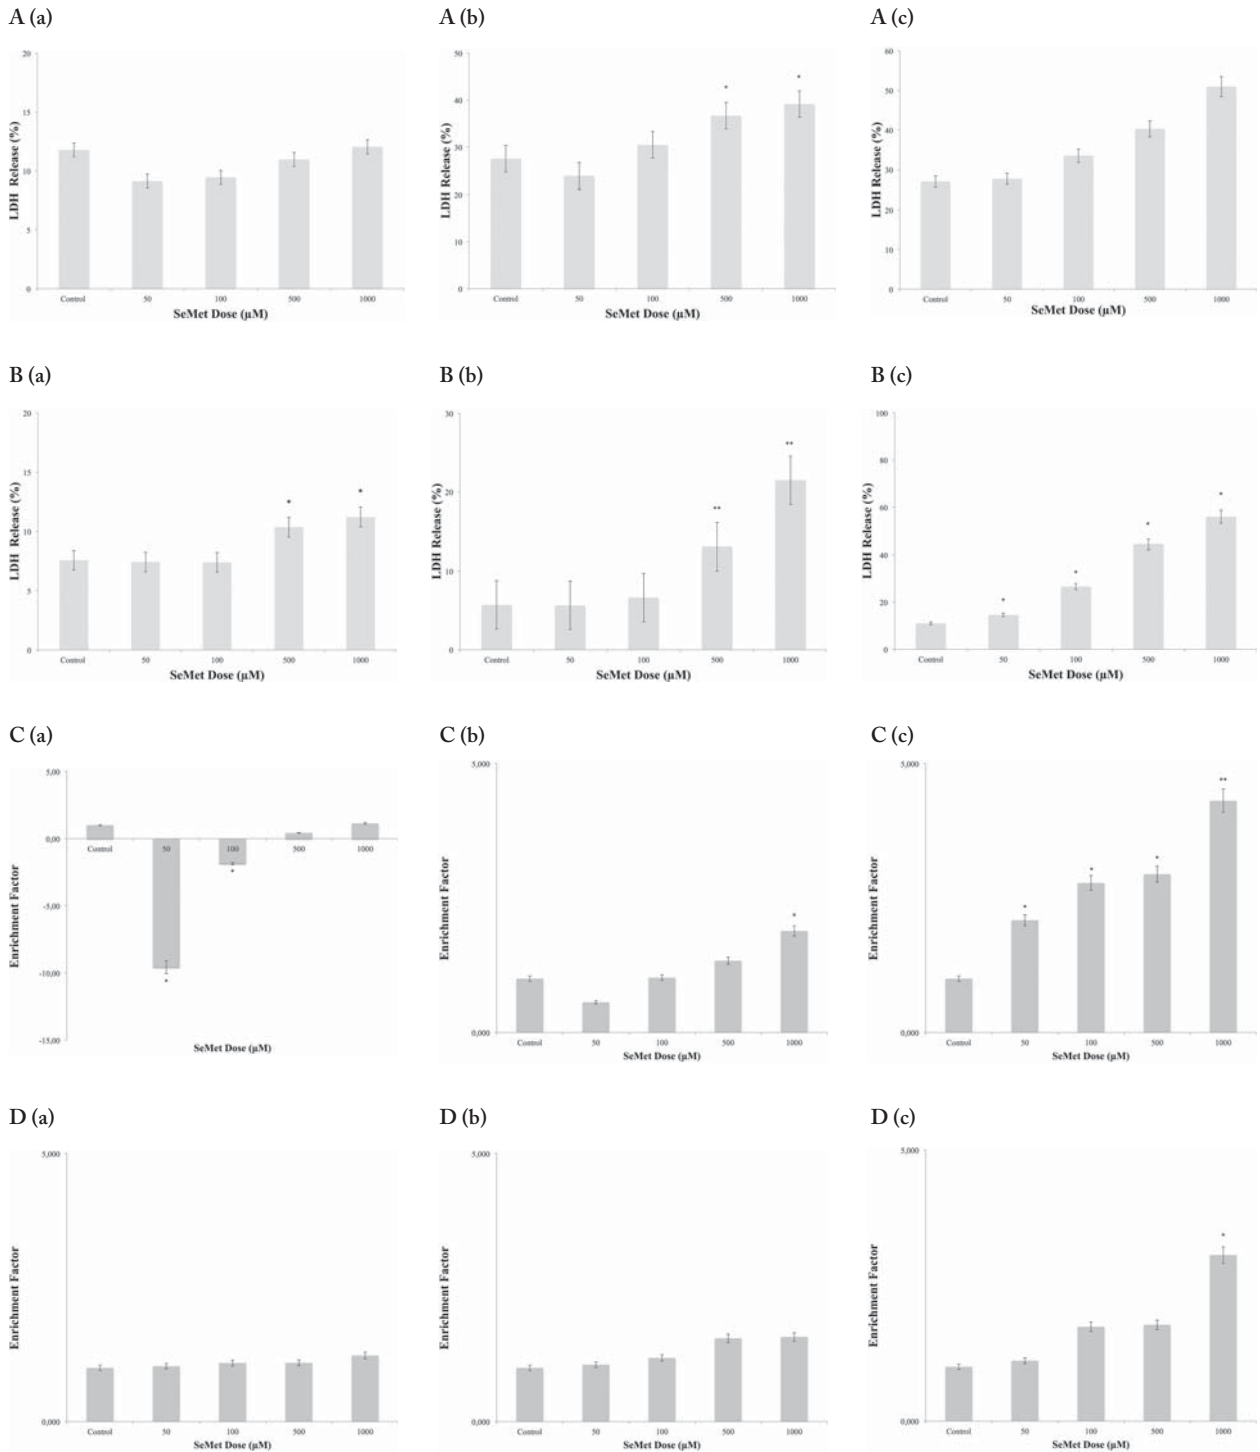 A (a)
A (b)
A (c)
20
15
10
5
0
LDH Release (%)
Control 50 100 500 1000
SeMet Dose (µM)
50
40
30
20
10
0
LDH Release (%)
* *
Control 50 100 500 1000
SeMet Dose (µM)
60
50
40
30
20
10
0
LDH Release (%)
Control 50 100 500 1000
SeMet Dose (µM)
B (a)
B (b)
B (c)
20
15
10
5
0
LDH Release (%)
* *
Control 50 100 500 1000
SeMet Dose (µM)
30
20
10
0
LDH Release (%)
** **
Control 50 100 500 1000
SeMet Dose (µM)
100
80
60
40
20
0
LDH Release (%)
* * * *
Control 50 100 500 1000
SeMet Dose (µM)
C (a)
C (b)
C (c)
5,00
0,00
-5,00
-10,00
-15,00
Enrichment Factor
Control 50 100 500 1000
* *
SeMet Dose (µM)
5,000
0,000
Enrichment Factor
*
Control 50 100 500 1000
SeMet Dose (µM)
5,000
0,000
Enrichment Factor
* * * **
Control 50 100 500 1000
SeMet Dose (µM)
D (a)
D (b)
D (c)
5,000
0,000
Enrichment Factor
Control 50 100 500 1000
SeMet Dose (µM)
5,000
0,000
Enrichment Factor
Control 50 100 500 1000
SeMet Dose (µM)
5,000
0,000
Enrichment Factor
*
Control 50 100 500 1000
SeMet Dose (µM)